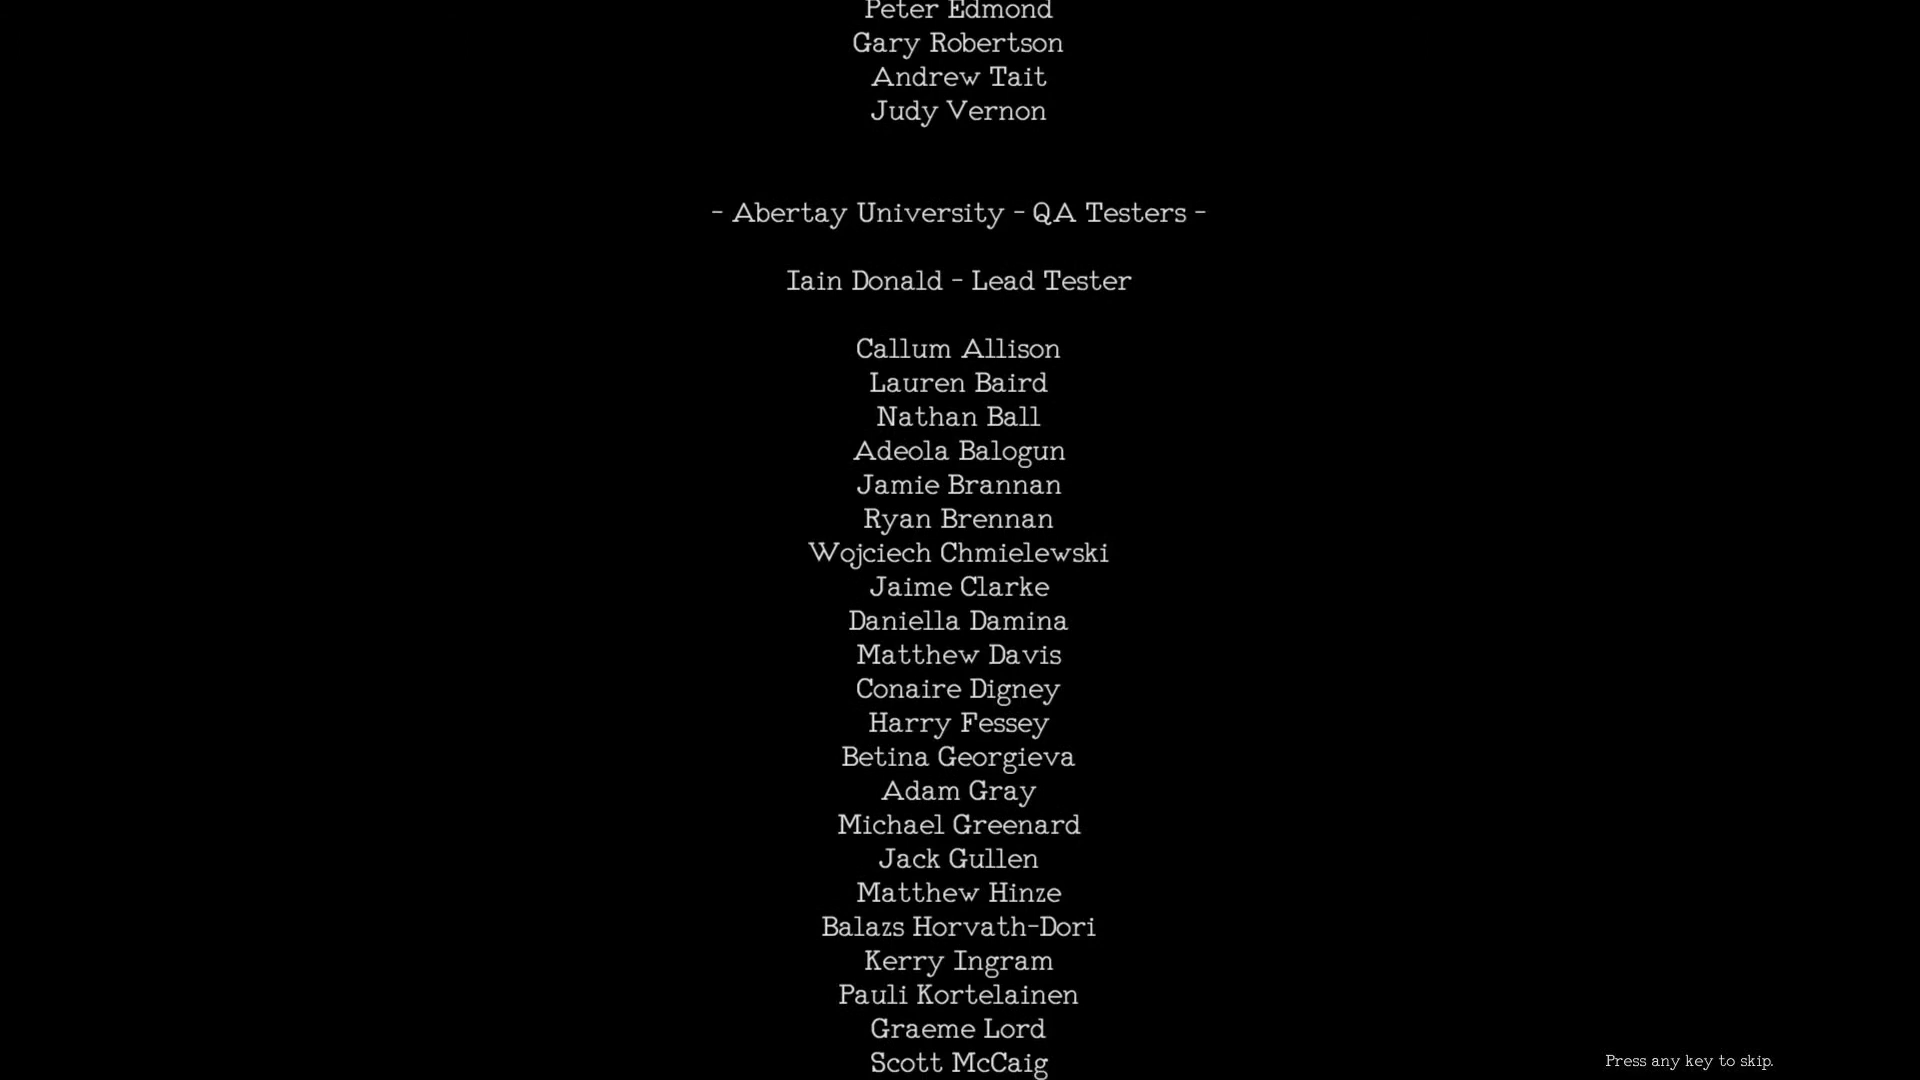 Peter Edmond
Gary Robertson
Andrew Tait
Judy Vernon
- Abertay University - QA Testers -
Iain Donald - Lead Tester
Callum Allison
Lauren Baird
Nathan Ball
Adeola Balogun
Jamie Brannan
Ryan Brennan
Wojciech Chmielewski
Jaime Clarke
Daniella Damina
Matthew Davis
Conaire Digney
Harry Fessey
Betina Georgieva
Adam Gray
Michael Greenard
Jack Gullen
Matthew Hinze
Balazs Horvath-Dori
Kerry Ingram
Pauli Kortelainen
Graeme Lord
Scott McCaig
Press any key to skip.